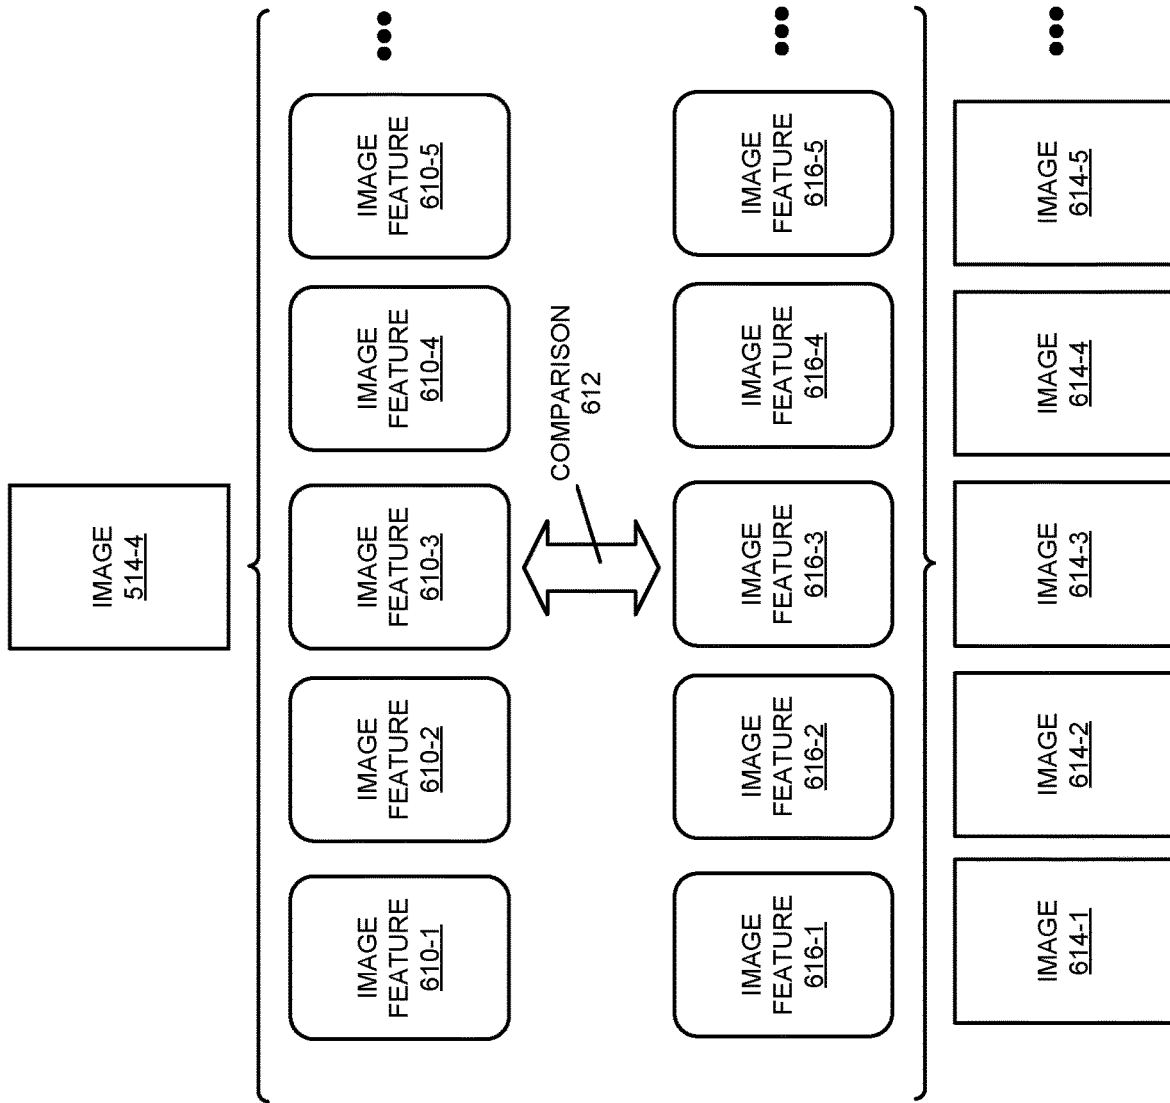 IMAGE
514-4
IMAGE
FEATURE
610-1
IMAGE
FEATURE
610-2
IMAGE
FEATURE
610-3
IMAGE
FEATURE
610-4
IMAGE
FEATURE
610-5
COMPARISON
612
IMAGE
FEATURE
616-1
IMAGE
FEATURE
616-2
IMAGE
FEATURE
616-3
IMAGE
FEATURE
616-4
IMAGE
FEATURE
616-5
IMAGE
614-1
IMAGE
614-2
IMAGE
614-3
IMAGE
614-4
IMAGE
614-5